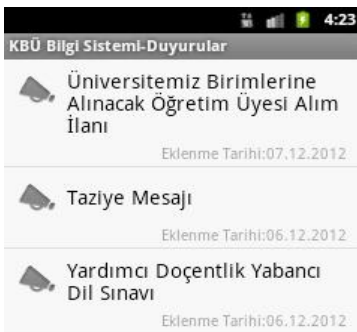 4:23
KBÜ Bilgi Sistemi-Duyurular
Üniversitemiz Birimlerine
Alınacak Öğretim Üyesi Alım
İlanı
Eklenme Tarihi:07.12.2012
Taziye Mesajı
Eklenme Tarihi:06.12.2012
Yardımcı Doçentlik Yabancı
Dil Sınavı
Eklenme Tarihi:06.12.2012